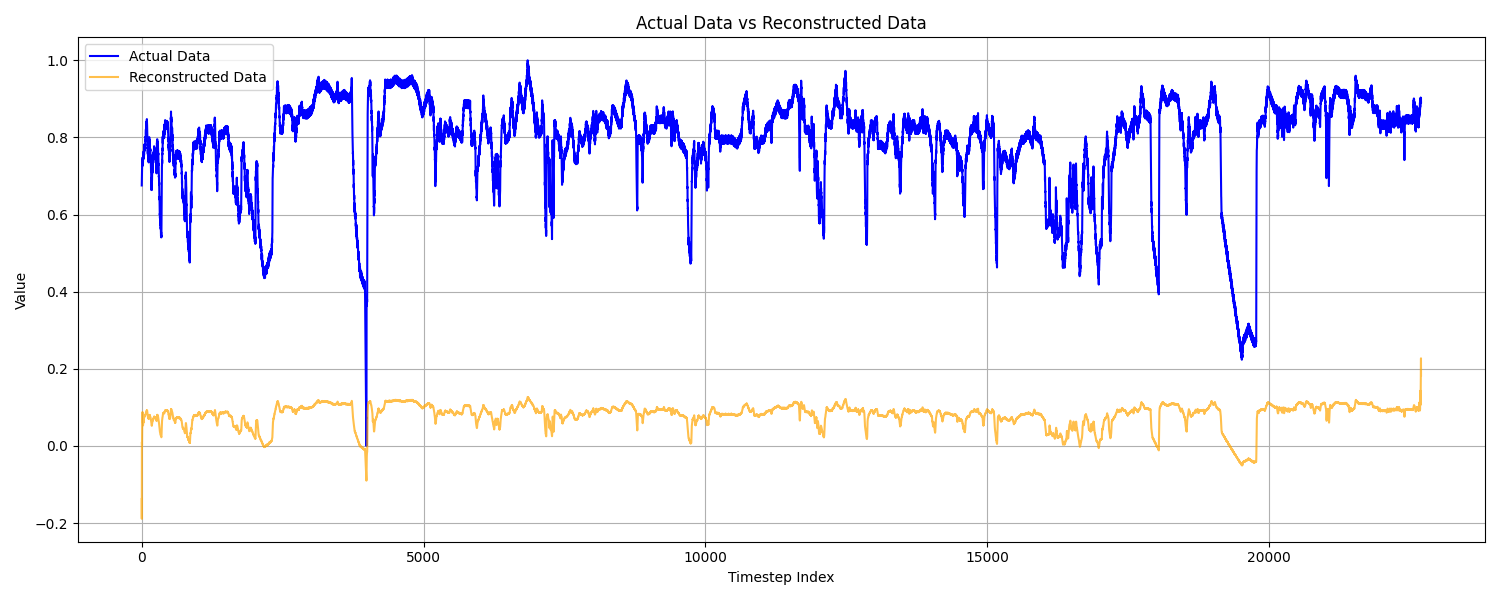 Actual Data vs Reconstructed Data
Actual Data
Reconstructed Data
1.0
0.8
0.6
0.4
0.2
0.0
−0.2
Value
0 5000 10000 15000 20000
Timestep Index